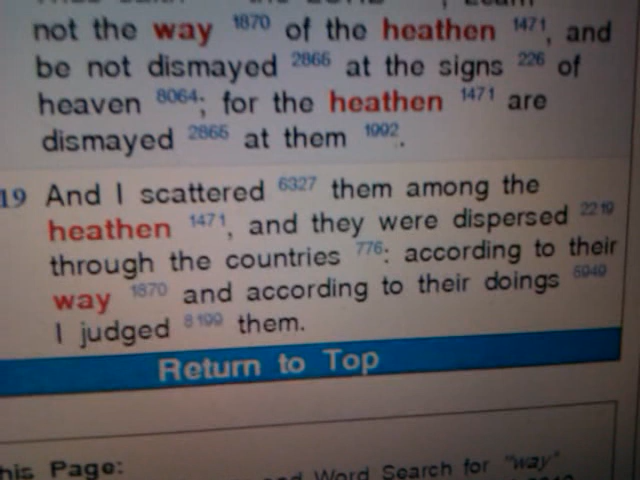 not the way 1870 of the heathen 1471, and
be not dismayed 2865 at the signs 226 of
heaven 8064; for the heathen 1471 are
dismayed 2865 at them 1992.
19 And I scattered 6327 them among the
heathen 1471, and they were dispersed 2219
through the countries 776: according to their
way 1870 and according to their doings 5949
I judged 8199 them.
Return to Top
his Page:
Word Search for "way"